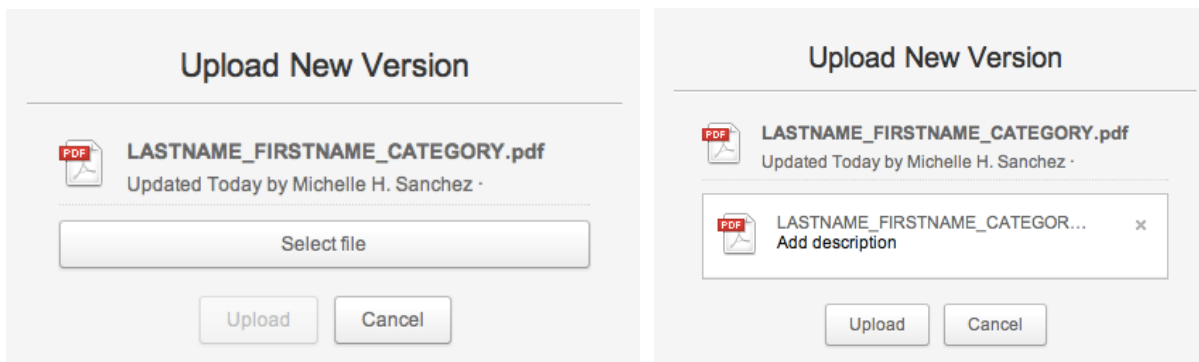 Upload New Version
PDF
LASTNAME_FIRSTNAME_CATEGORY.pdf
Updated Today by Michelle H. Sanchez ·
Select file
Upload
Cancel
Upload New Version
PDF
LASTNAME_FIRSTNAME_CATEGORY.pdf
Updated Today by Michelle H. Sanchez ·
PDF
LASTNAME_FIRSTNAME_CATEGOR...
Add description
Upload
Cancel